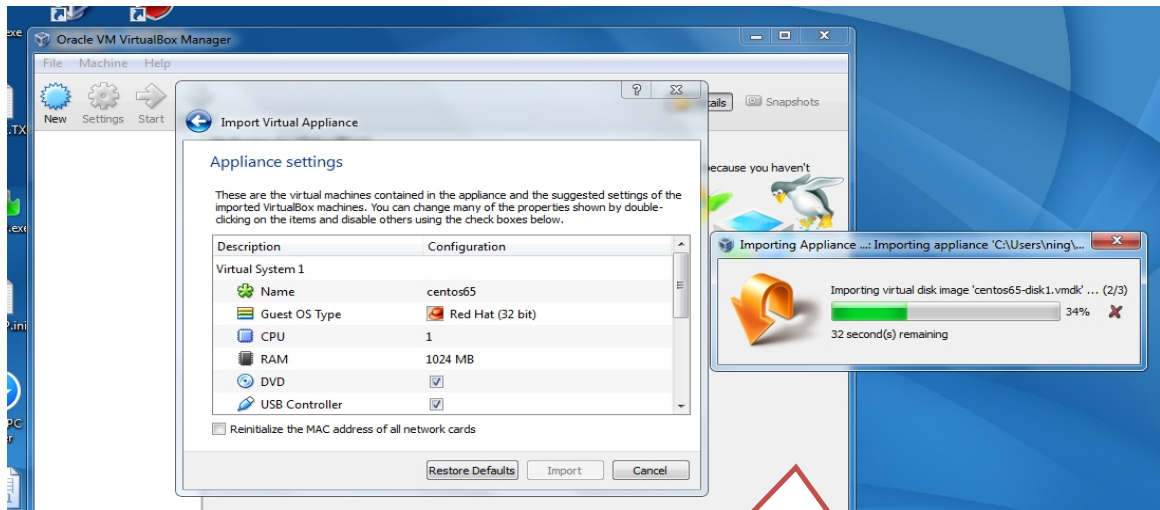 exe
Oracle VM VirtualBox Manager
File Machine Help
New Settings Start
ails Snapshots
.TX
Import Virtual Appliance
Appliance settings
because you haven't
These are the virtual machines contained in the appliance and the suggested settings of the
imported VirtualBox machines. You can change many of the properties shown by double-
clicking on the items and disable others using the check boxes below.
.exe
Description Configuration
Virtual System 1
Name centos65
Guest OS Type Red Hat (32 bit)
CPU 1
RAM 1024 MB
DVD
USB Controller
Reinitialize the MAC address of all network cards
Restore Defaults Import Cancel
Importing Appliance ...: Importing appliance 'C:\Users\ning\...
Importing virtual disk image 'centos65-disk1.vmdk' ... (2/3)
34%
32 second(s) remaining
.ini
PC